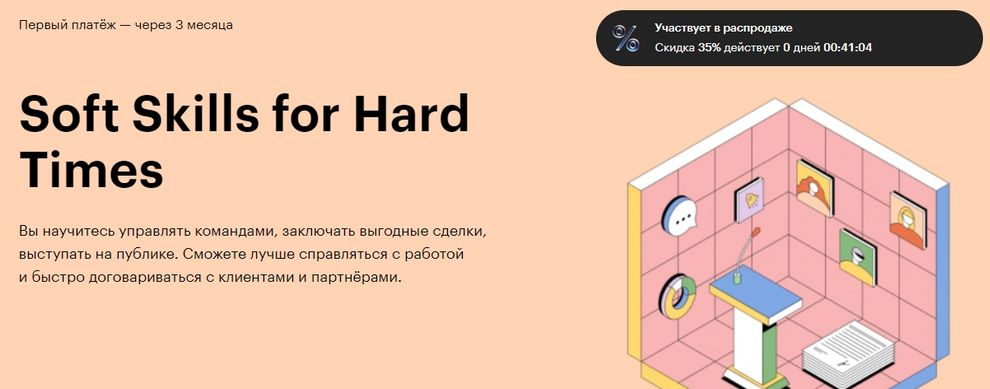 Первый платёж — через 3 месяца
Участвует в распродаже
Скидка 35% действует 0 дней 00:41:04
Soft Skills for Hard
Times
Вы научитесь управлять командами, заключать выгодные сделки,
выступать на публике. Сможете лучше справляться с работой
и быстро договариваться с клиентами и партнёрами.